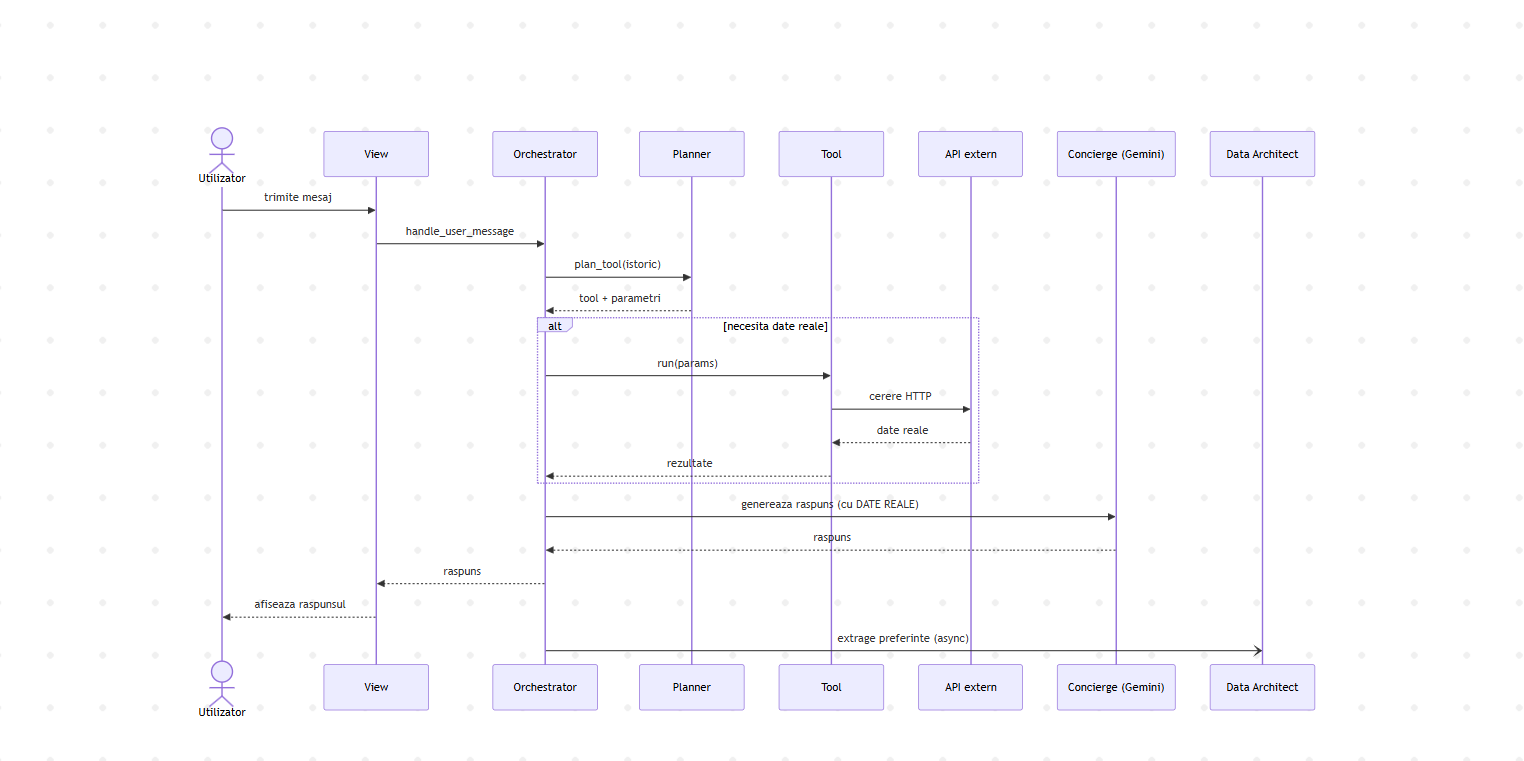 View
Orchestrator
Planner
Tool
API extern
Concierge (Gemini)
Data Architect
Utilizator
trimite mesaj
handle_user_message
plan_tool(istoric)
tool + parametri
alt
[necesita date reale]
run(params)
cerere HTTP
date reale
rezultate
genereaza raspuns (cu DATE REALE)
raspuns
raspuns
afiseaza raspunsul
extrage preferinte (async)
View
Orchestrator
Planner
Tool
API extern
Concierge (Gemini)
Data Architect
Utilizator